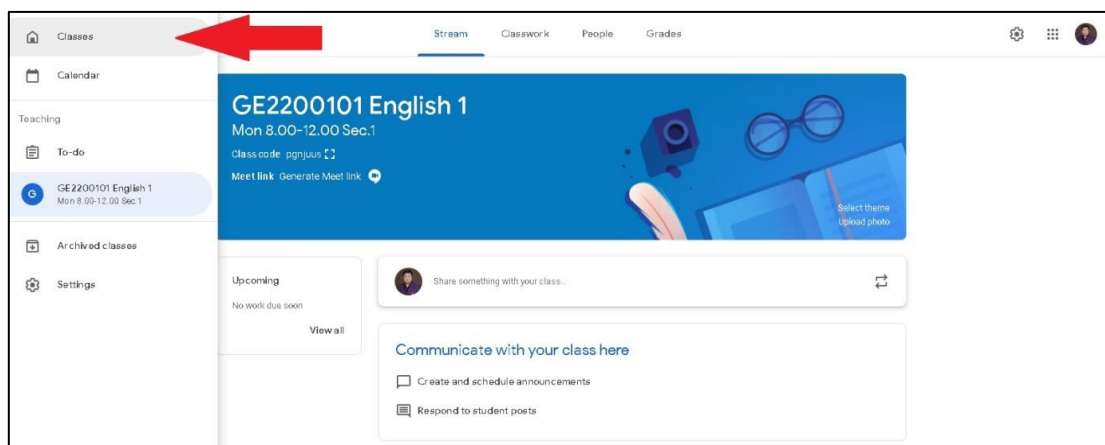 Classes
Calendar
Teaching
To-do
G
GE2200101 English 1
Mon 8.00-12.00 Sec.1
Archived classes
Settings
Stream Classwork People Grades
GE2200101 English 1
Mon 8.00-12.00 Sec.1
Class code pgnjuus
Meet link Generate Meet link
Select theme
Upload photo
Upcoming
No work due soon
View all
Share something with your class...
Communicate with your class here
Create and schedule announcements
Respond to student posts